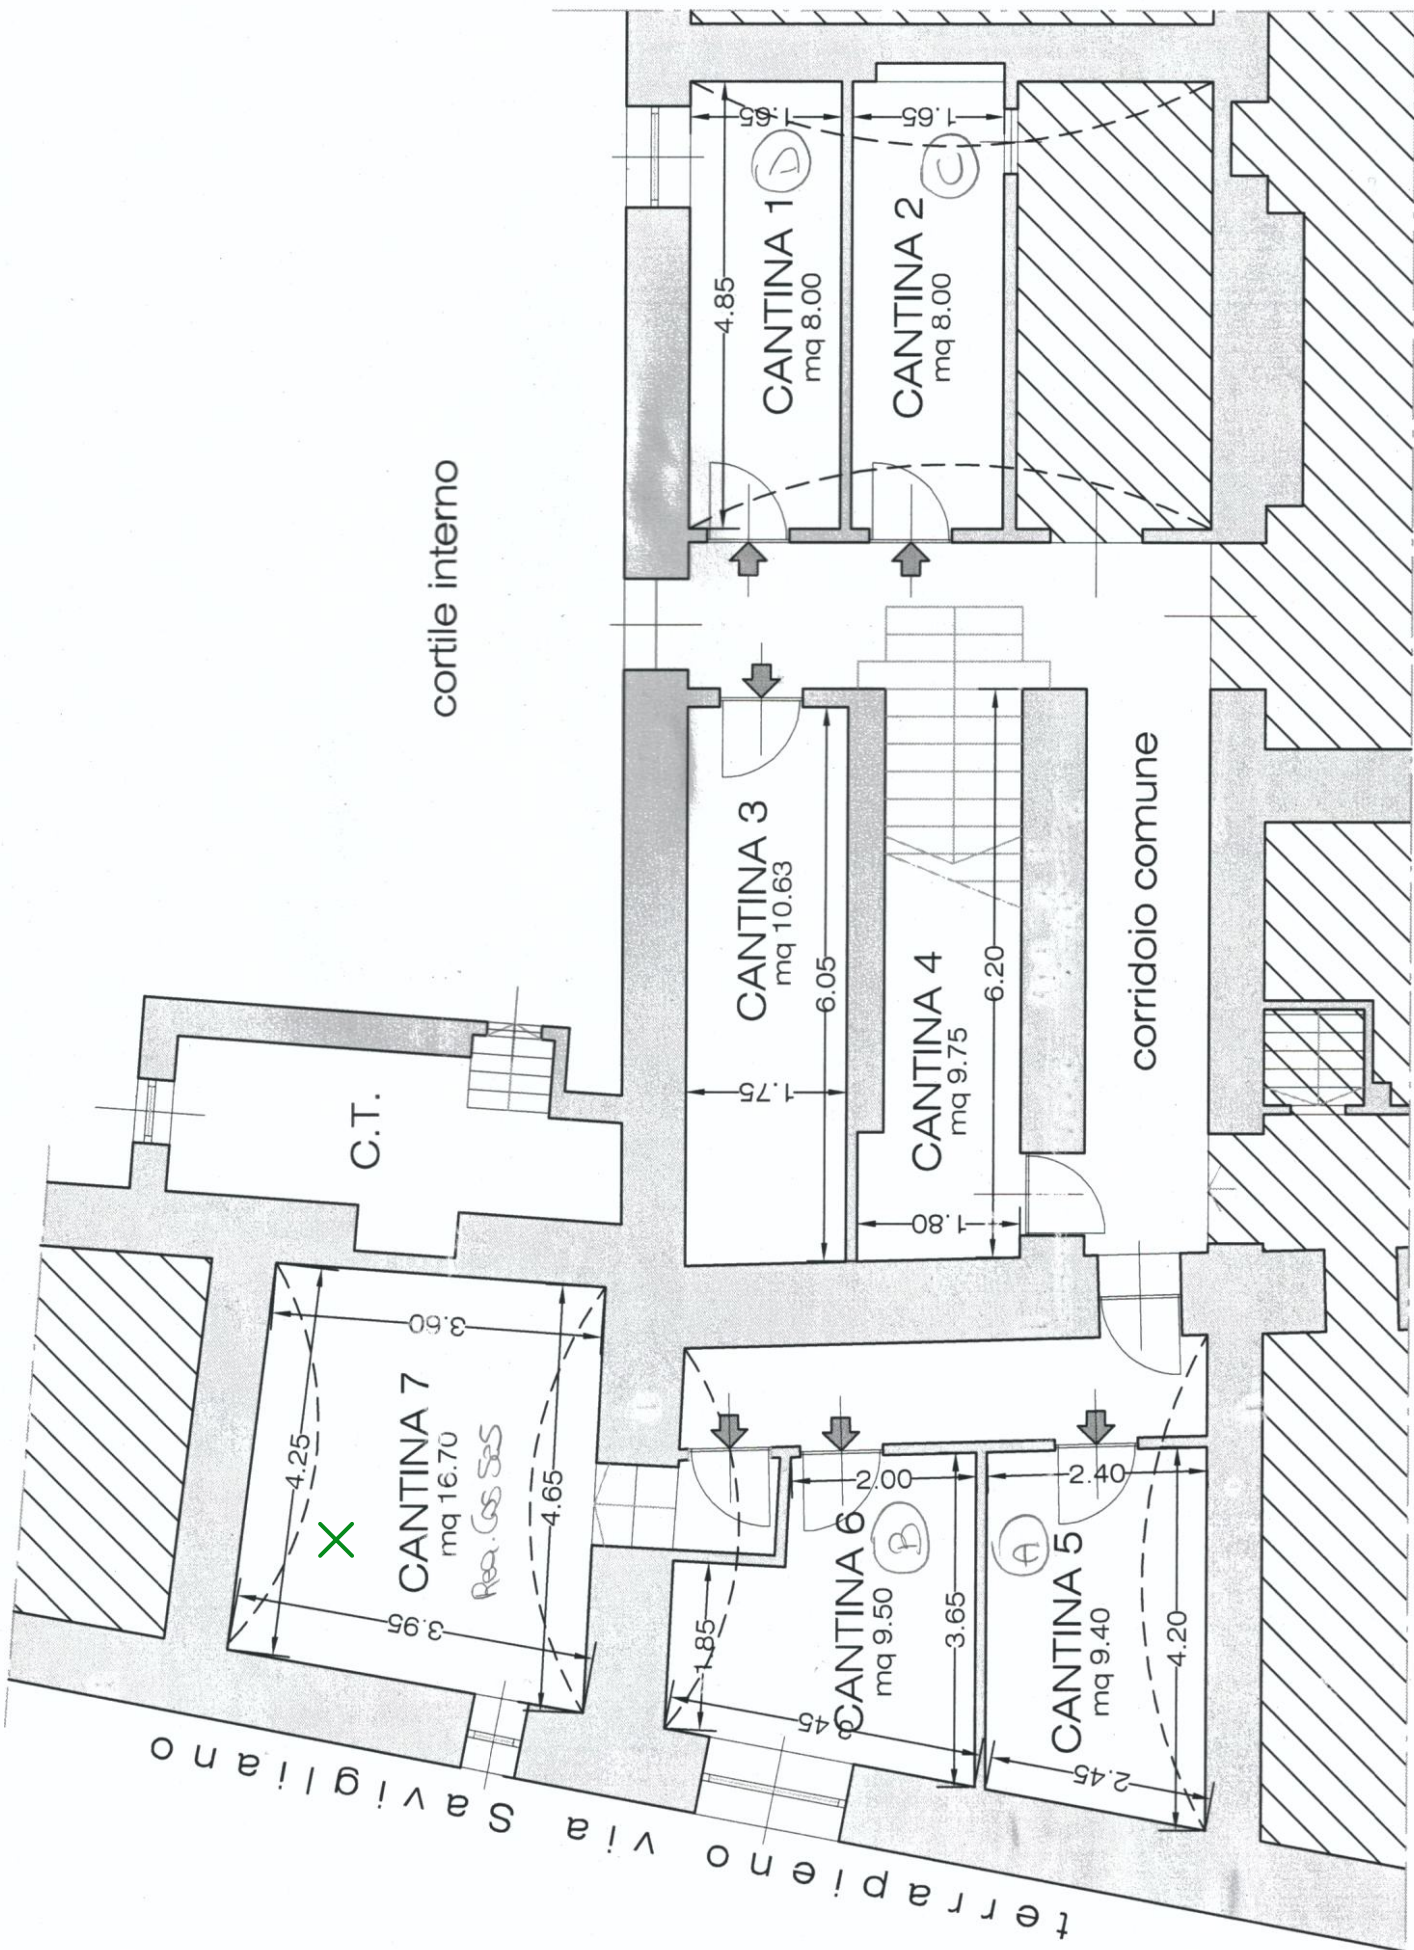 cortile interno
1.65
D
CANTINA 1
mq 8.00
4.85
1.65
C
CANTINA 2
mq 8.00
CANTINA 3
mq 10.63
6.05
1.75
CANTINA 4
mq 9.75
6.20
1.80
corridoio comune
C.T.
3.60
4.25
CANTINA 7
mq 16.70
4.65
3.95
2.00
CANTINA 6
mq 9.50
B
1.85
3.65
3.45
2.40
A
CANTINA 5
mq 9.40
4.20
2.45
terrapieno via Savigliano